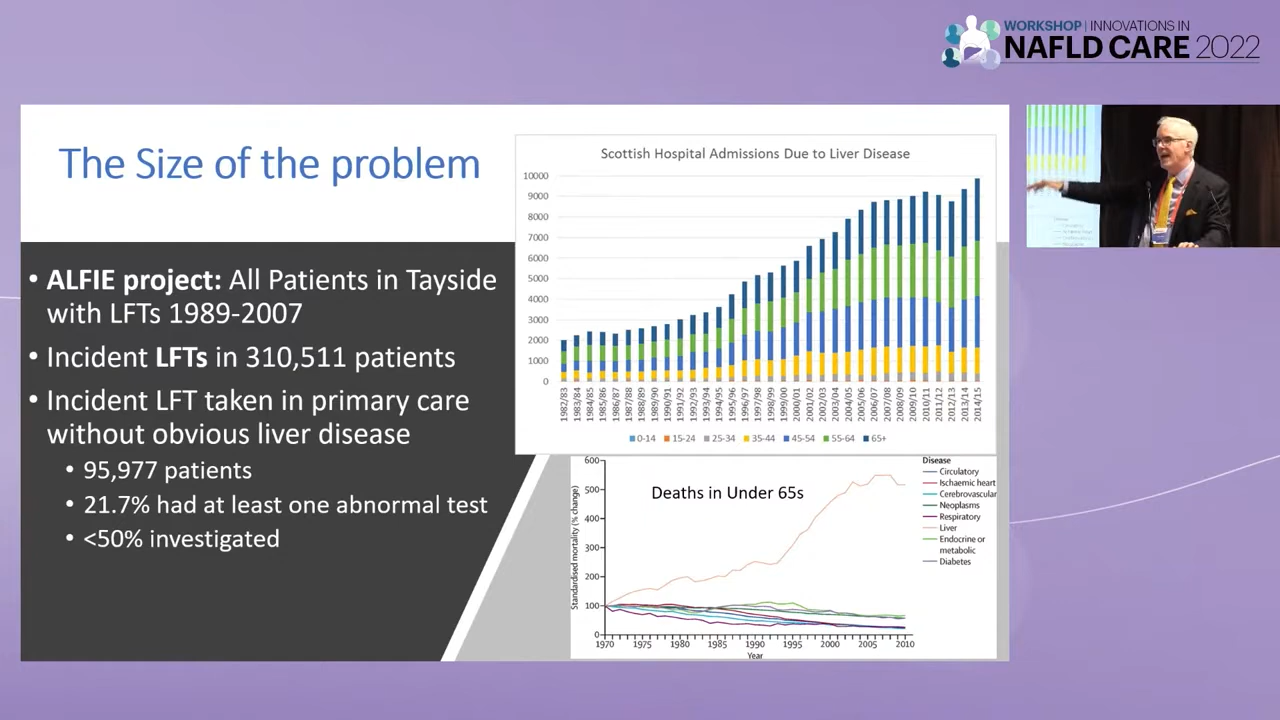 WORKSHOP | INNOVATIONS IN
NAFLD CARE 2022
The Size of the problem
• ALFIE project: All Patients in Tayside
with LFTs 1989-2007
• Incident LFTs in 310,511 patients
• Incident LFT taken in primary care
without obvious liver disease
• 95,977 patients
• 21.7% had at least one abnormal test
• <50% investigated
Scottish Hospital Admissions Due to Liver Disease
10000
9000
8000
7000
6000
5000
4000
3000
2000
1000
0
1982/83 1983/84 1984/85 1985/86 1986/87 1987/88 1988/89 1989/90 1990/91 1991/92 1992/93 1993/94 1994/95 1995/96 1996/97 1997/98 1998/99 1999/00 2000/01 2001/02 2002/03 2003/04 2004/05 2005/06 2006/07 2007/08 2008/09 2009/10 2010/11 2011/12 2012/13 2013/14 2014/15
0-14 15-24 25-34 35-44 45-54 55-64 65+
Deaths in Under 65s
Standardised mortality (% change)
600
500
400
300
200
100
0
1970 1975 1980 1985 1990 1995 2000 2005 2010
Year
Disease
Circulatory
Ischaemic heart
Cerebrovascular
Neoplasms
Respiratory
Liver
Endocrine or
metabolic
Diabetes